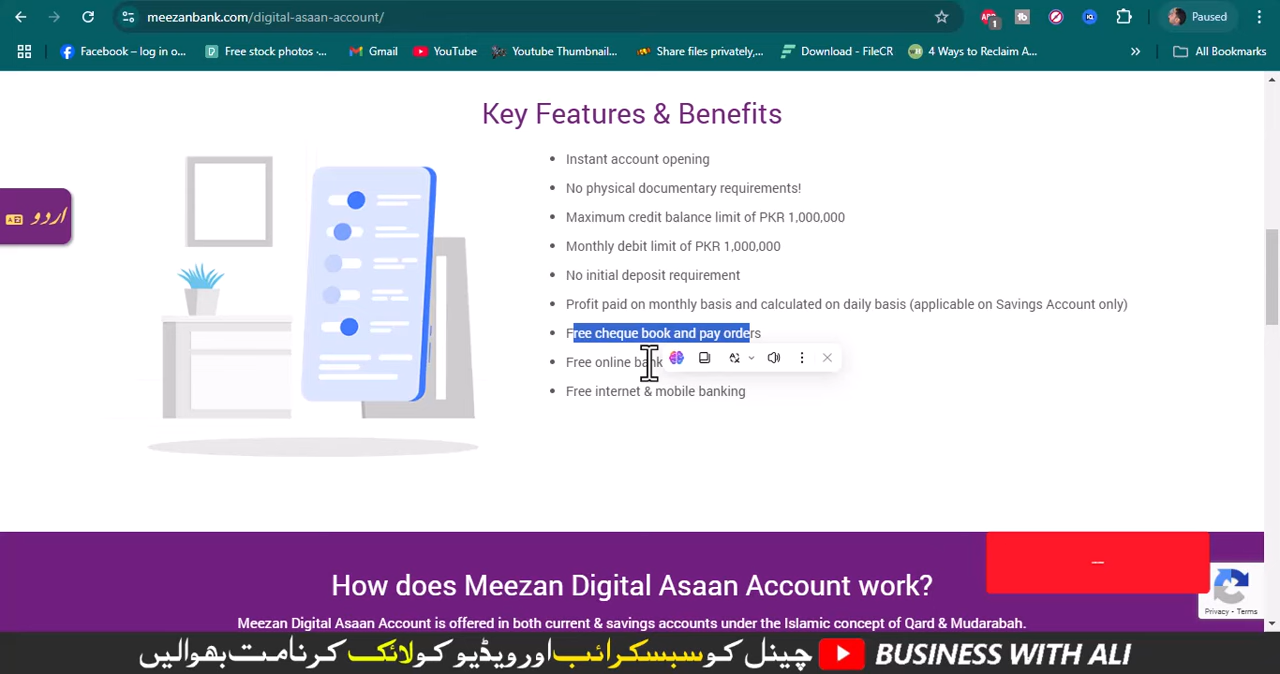 meezanbank.com/digital-asaan-account/
1
Paused
Facebook – log in o...
Free stock photos -...
Gmail
YouTube
Youtube Thumbnail...
Share files privately,...
Download - FileCR
4 Ways to Reclaim A...
»
All Bookmarks
Key Features & Benefits
اردو
• Instant account opening
• No physical documentary requirements!
• Maximum credit balance limit of PKR 1,000,000
• Monthly debit limit of PKR 1,000,000
• No initial deposit requirement
• Profit paid on monthly basis and calculated on daily basis (applicable on Savings Account only)
• Free cheque book and pay orders
• Free online bank
• Free internet & mobile banking
How does Meezan Digital Asaan Account work?
Meezan Digital Asaan Account is offered in both current & savings accounts under the Islamic concept of Qard & Mudarabah.
Privacy - Terms
چینل کو سبسکرائب اور ویڈیو کو لائک کرنا مت بھولیں
BUSINESS WITH ALI